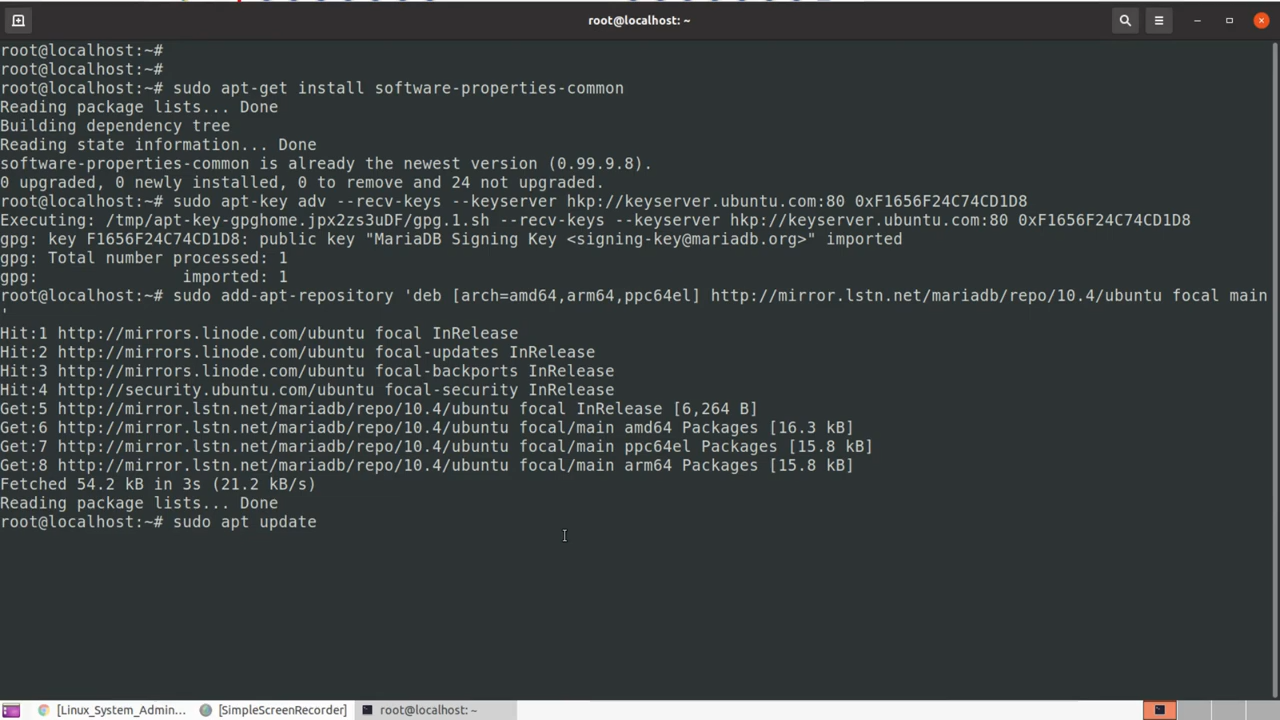 root@localhost: ~
root@localhost:~#
root@localhost:~#
root@localhost:~# sudo apt-get install software-properties-common
Reading package lists... Done
Building dependency tree
Reading state information... Done
software-properties-common is already the newest version (0.99.9.8).
0 upgraded, 0 newly installed, 0 to remove and 24 not upgraded.
root@localhost:~# sudo apt-key adv --recv-keys --keyserver hkp://keyserver.ubuntu.com:80 0xF1656F24C74CD1D8
Executing: /tmp/apt-key-gpghome.jpx2zs3uDF/gpg.1.sh --recv-keys --keyserver hkp://keyserver.ubuntu.com:80 0xF1656F24C74CD1D8
gpg: key F1656F24C74CD1D8: public key "MariaDB Signing Key <signing-key@mariadb.org>" imported
gpg: Total number processed: 1
gpg:               imported: 1
root@localhost:~# sudo add-apt-repository 'deb [arch=amd64,arm64,ppc64el] http://mirror.lstn.net/mariadb/repo/10.4/ubuntu focal main
'
Hit:1 http://mirrors.linode.com/ubuntu focal InRelease
Hit:2 http://mirrors.linode.com/ubuntu focal-updates InRelease
Hit:3 http://mirrors.linode.com/ubuntu focal-backports InRelease
Hit:4 http://security.ubuntu.com/ubuntu focal-security InRelease
Get:5 http://mirror.lstn.net/mariadb/repo/10.4/ubuntu focal InRelease [6,264 B]
Get:6 http://mirror.lstn.net/mariadb/repo/10.4/ubuntu focal/main amd64 Packages [16.3 kB]
Get:7 http://mirror.lstn.net/mariadb/repo/10.4/ubuntu focal/main ppc64el Packages [15.8 kB]
Get:8 http://mirror.lstn.net/mariadb/repo/10.4/ubuntu focal/main arm64 Packages [15.8 kB]
Fetched 54.2 kB in 3s (21.2 kB/s)
Reading package lists... Done
root@localhost:~# sudo apt update
[Linux_System_Admin... [SimpleScreenRecorder] root@localhost: ~